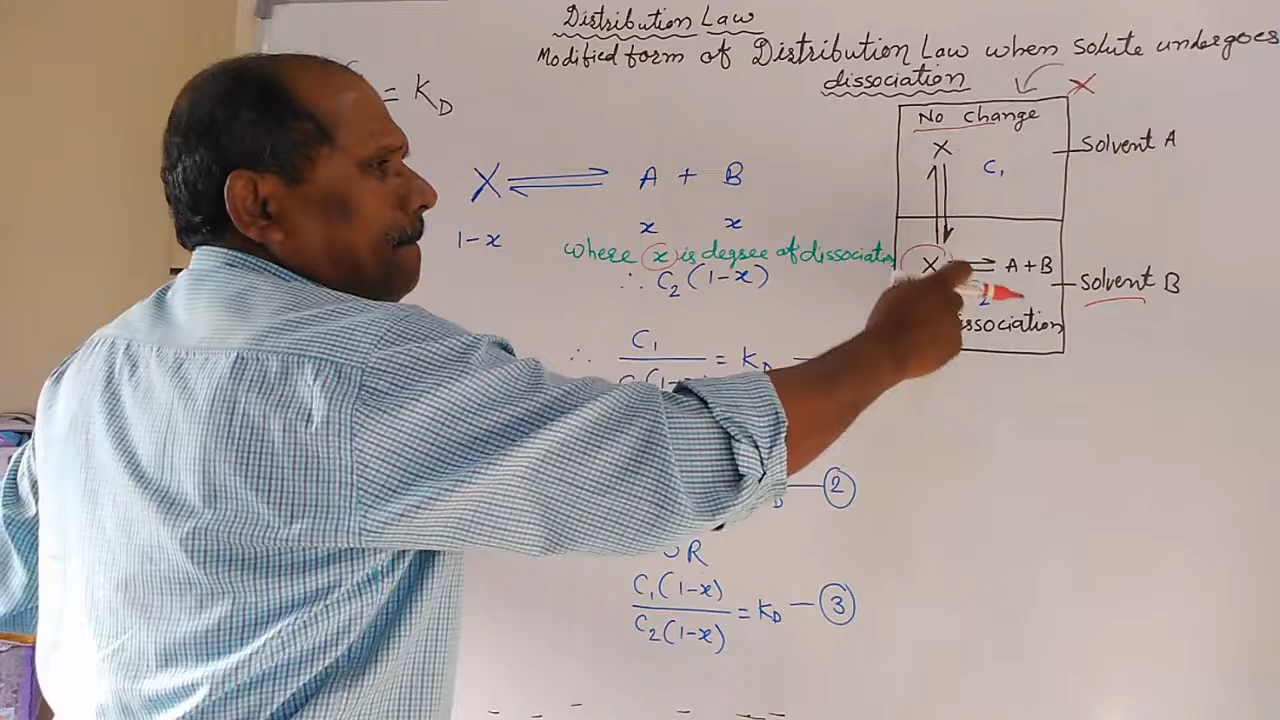 Distribution Law
Modified form of Distribution Law when solute undergoes
dissociation
= K_D
X ⇌ A + B
1-x x x
where x is degree of dissociation
∴ C₂(1-x)
∴ C₁ / C₂(1-x) = K_D —
— ②
OR
C₁(1-x) / C₂(1-x) = K_D — ③
X
No change
X
C₁
Solvent A
X ⇌ A+B
2
Solvent B